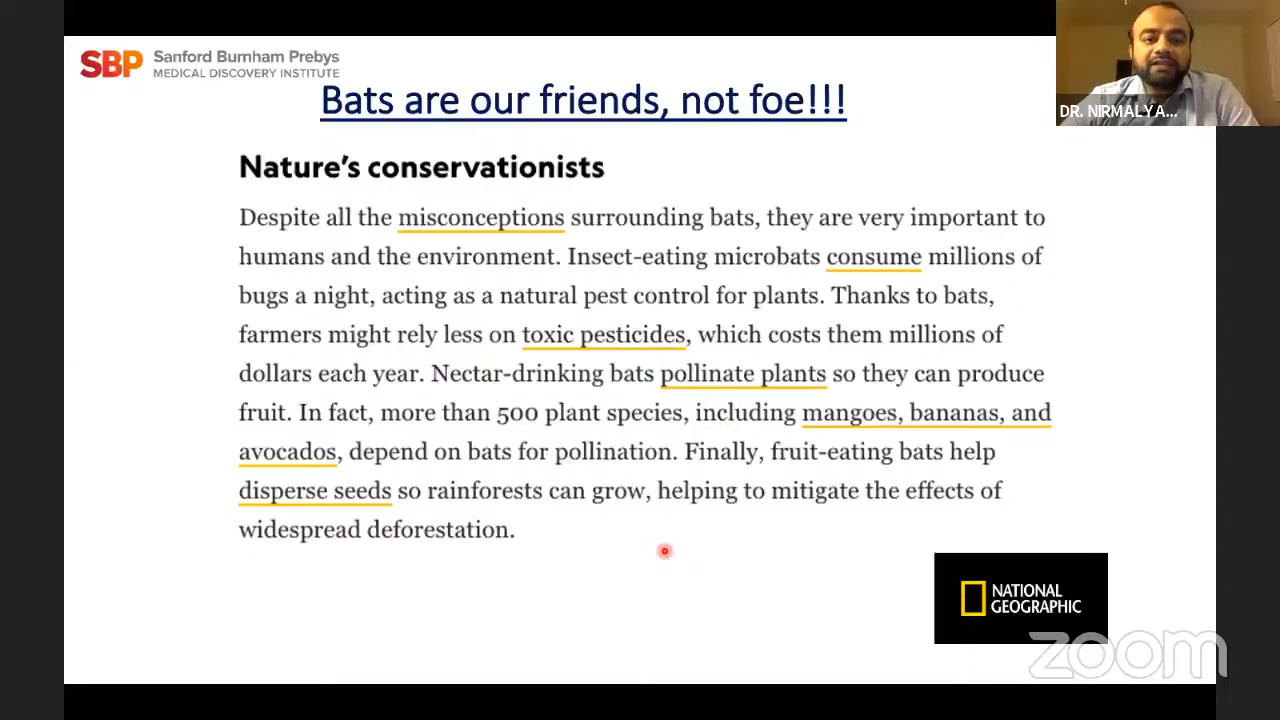 SBP Sanford Burnham Prebys
MEDICAL DISCOVERY INSTITUTE
Bats are our friends, not foe!!!
DR. NIRMALYA...
Nature's conservationists
Despite all the misconceptions surrounding bats, they are very important to
humans and the environment. Insect-eating microbats consume millions of
bugs a night, acting as a natural pest control for plants. Thanks to bats,
farmers might rely less on toxic pesticides, which costs them millions of
dollars each year. Nectar-drinking bats pollinate plants so they can produce
fruit. In fact, more than 500 plant species, including mangoes, bananas, and
avocados, depend on bats for pollination. Finally, fruit-eating bats help
disperse seeds so rainforests can grow, helping to mitigate the effects of
widespread deforestation.
NATIONAL
GEOGRAPHIC
zoom